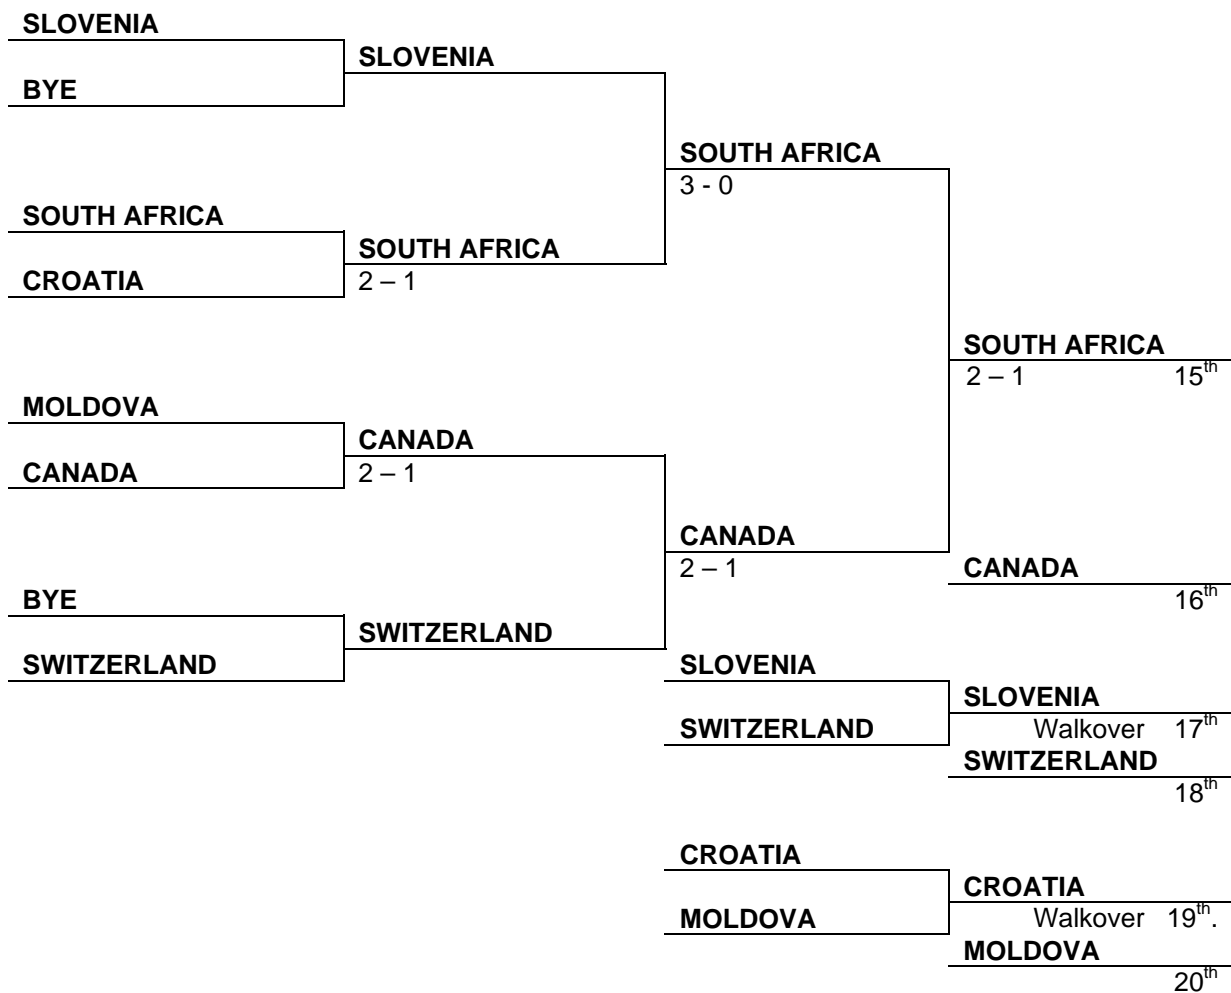 SLOVENIA
SLOVENIA
BYE
SOUTH AFRICA
3 - 0
SOUTH AFRICA
SOUTH AFRICA
CROATIA
2 – 1
SOUTH AFRICA
2 – 1 15th
MOLDOVA
CANADA
CANADA
2 – 1
CANADA
2 – 1
CANADA
16th
BYE
SWITZERLAND
SWITZERLAND
SLOVENIA
SLOVENIA
SWITZERLAND
Walkover 17th
SWITZERLAND
18th
CROATIA
CROATIA
MOLDOVA
Walkover 19th.
MOLDOVA
20th